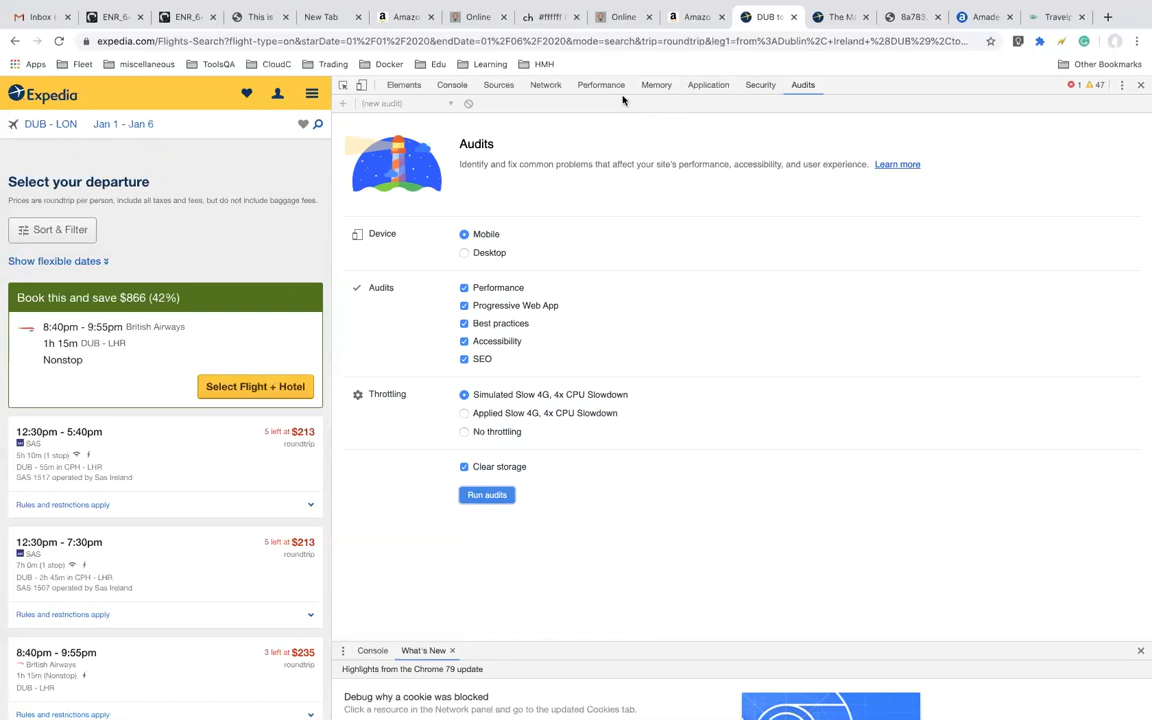 Inbox (
ENR_6
ENR_6
This is
New Tab
Amazo
Online
#ffffff
Online
Amazo
DUB to
The M
8a783
Amade
Travelp
expedia.com/Flights-Search?flight-type=on&startDate=01%2F01%2F2020&endDate=01%2F06%2F2020&mode=search&trip=roundtrip&leg1=from%3ADublin%2C+Ireland+%28DUB%29%2Cto...
Apps
Fleet
miscellaneous
ToolsQA
CloudC
Trading
Docker
Edu
Learning
HMH
Other Bookmarks
Expedia
DUB - LON Jan 1 - Jan 6
Select your departure
Prices are roundtrip per person, include all taxes and fees, but do not include baggage fees.
Sort & Filter
Show flexible dates
Book this and save $866 (42%)
8:40pm - 9:55pm British Airways
1h 15m DUB - LHR
Nonstop
Select Flight + Hotel
12:30pm - 5:40pm 5 left at $213
SAS roundtrip
5h 10m (1 stop)
DUB - 55m in CPH - LHR
SAS 1517 operated by Sas Ireland
Rules and restrictions apply
12:30pm - 7:30pm 5 left at $213
SAS roundtrip
7h 0m (1 stop)
DUB - 2h 45m in CPH - LHR
SAS 1507 operated by Sas Ireland
Rules and restrictions apply
8:40pm - 9:55pm 3 left at $235
British Airways roundtrip
1h 15m (Nonstop)
DUB - LHR
Rules and restrictions apply
Elements Console Sources Network Performance Memory Application Security Audits 1 47
(new audit)
Audits
Identify and fix common problems that affect your site's performance, accessibility, and user experience. Learn more
Device
Mobile
Desktop
Audits
Performance
Progressive Web App
Best practices
Accessibility
SEO
Throttling
Simulated Slow 4G, 4x CPU Slowdown
Applied Slow 4G, 4x CPU Slowdown
No throttling
Clear storage
Run audits
Console What's New
Highlights from the Chrome 79 update
Debug why a cookie was blocked
Click a resource in the Network panel and go to the updated Cookies tab.